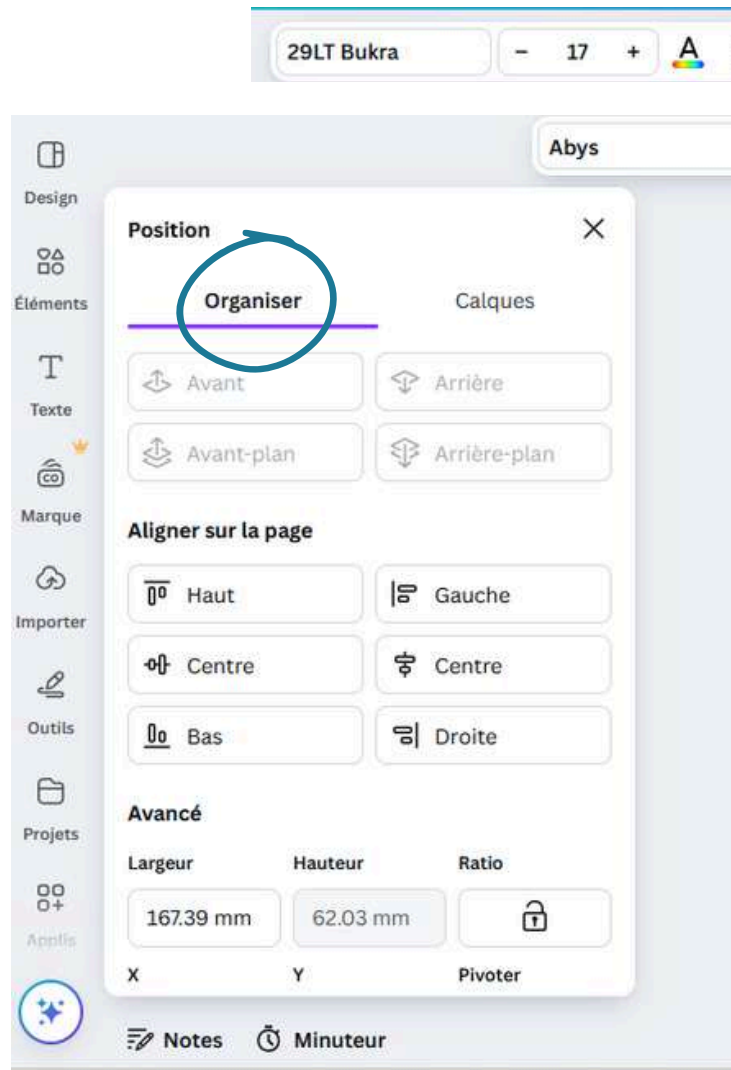 29LT Bukra – 17 + A
Abys
Design
Éléments
Texte
Marque
Importer
Outils
Projets
Applis
Position
Organiser Calques
Avant Arrière
Avant-plan Arrière-plan
Aligner sur la page
Haut Gauche
Centre Centre
Bas Droite
Avancé
Largeur Hauteur Ratio
167.39 mm 62.03 mm
X Y Pivoter
Notes Minuteur